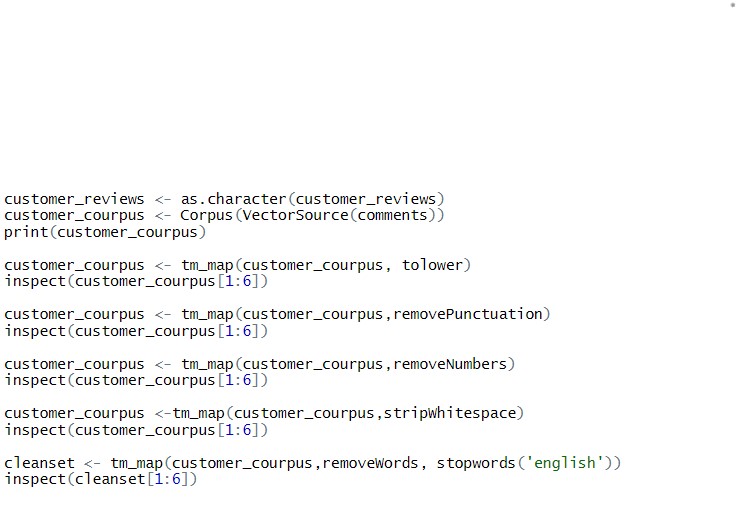 customer_reviews <- as.character(customer_reviews)
customer_courpus <- Corpus(VectorSource(comments))
print(customer_courpus)
customer_courpus <- tm_map(customer_courpus, tolower)
inspect(customer_courpus[1:6])
customer_courpus <- tm_map(customer_courpus,removePunctuation)
inspect(customer_courpus[1:6])
customer_courpus <- tm_map(customer_courpus,removeNumbers)
inspect(customer_courpus[1:6])
customer_courpus <-tm_map(customer_courpus,stripWhitespace)
inspect(customer_courpus[1:6])
cleanset <- tm_map(customer_courpus,removeWords, stopwords('english'))
inspect(cleanset[1:6])